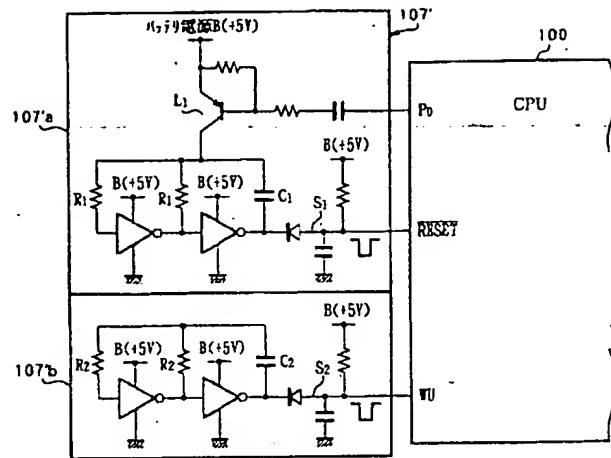 バッテリ電源B(+5V)
107'
100
CPU
L1
PD
107'a
B(+5V)
R1
B(+5V)
R1
B(+5V)
C1
S1
RESET
B(+5V)
R2
B(+5V)
R2
B(+5V)
C2
S2
107'b
WU